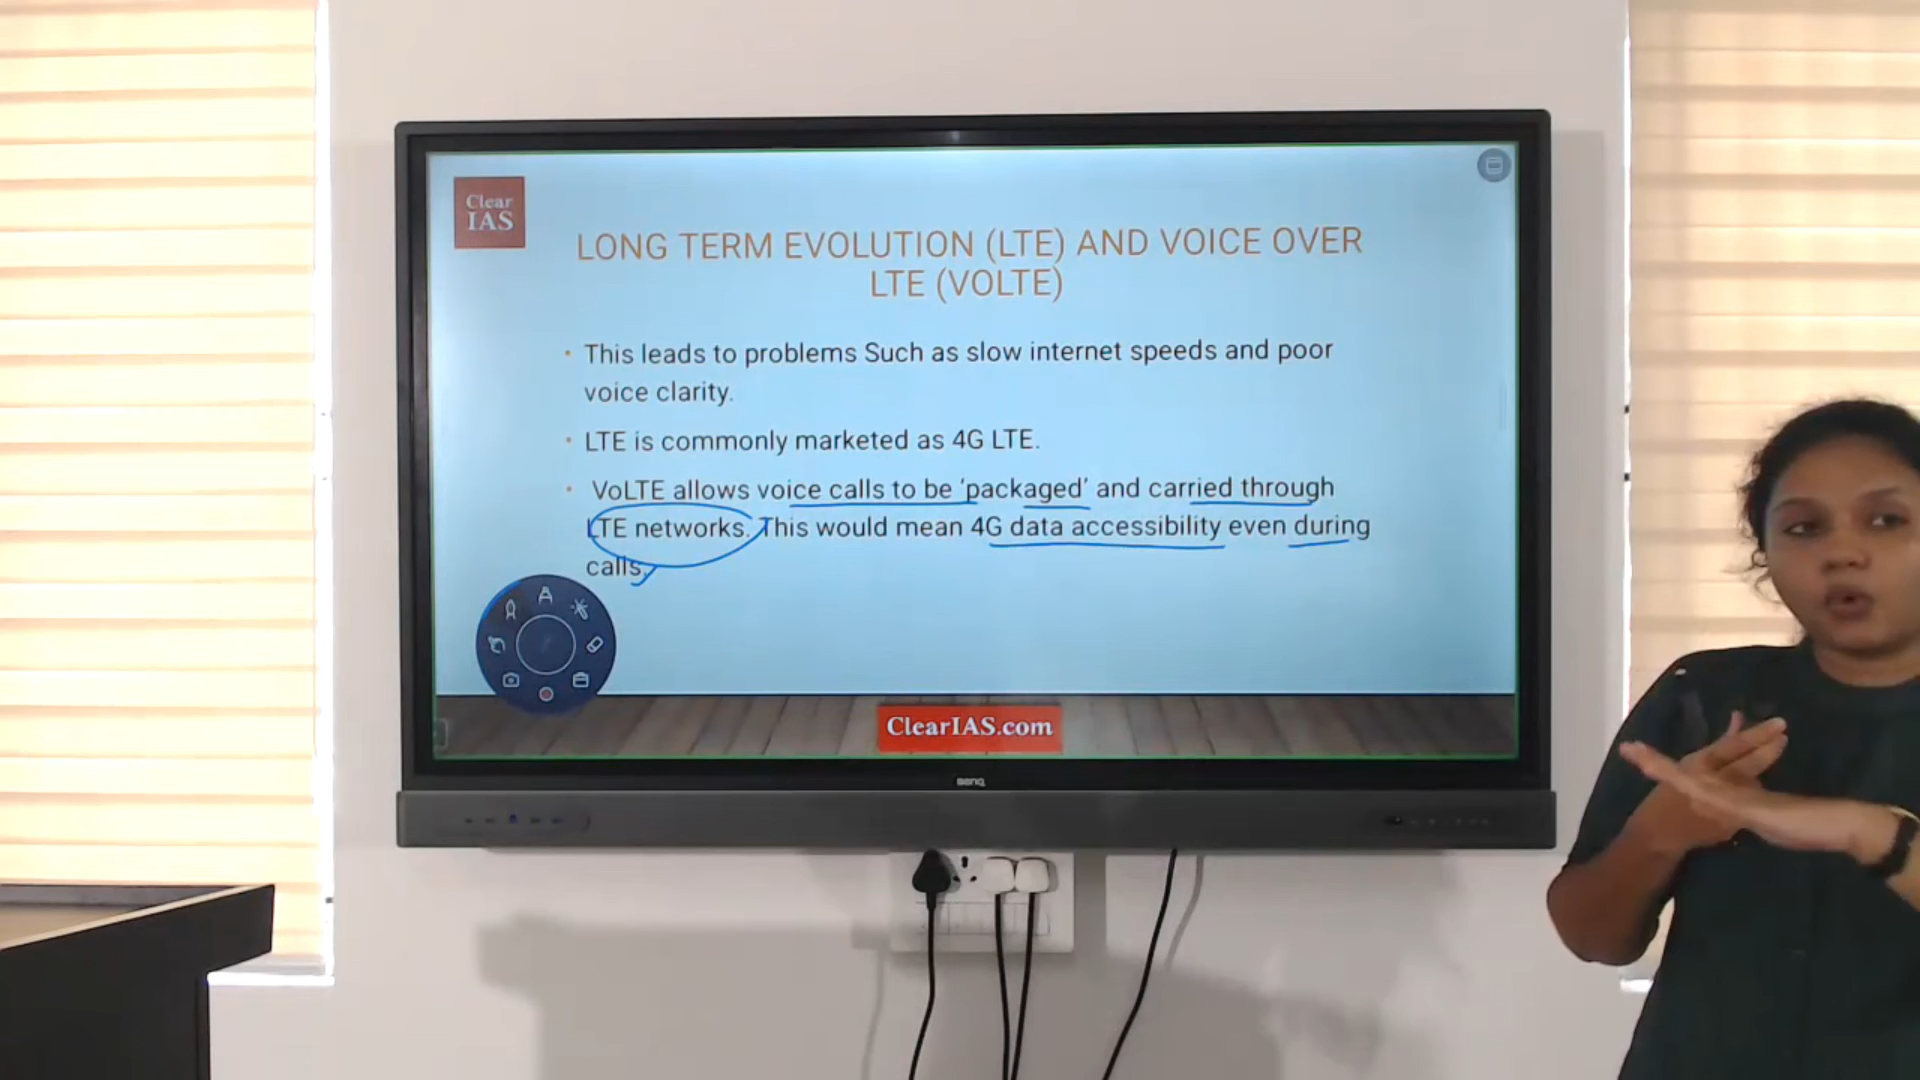 Clear
IAS
LONG TERM EVOLUTION (LTE) AND VOICE OVER
LTE (VOLTE)
• This leads to problems Such as slow internet speeds and poor
voice clarity.
• LTE is commonly marketed as 4G LTE.
• VoLTE allows voice calls to be ‘packaged’ and carried through
LTE networks. This would mean 4G data accessibility even during
calls.
ClearIAS.com
BenQ